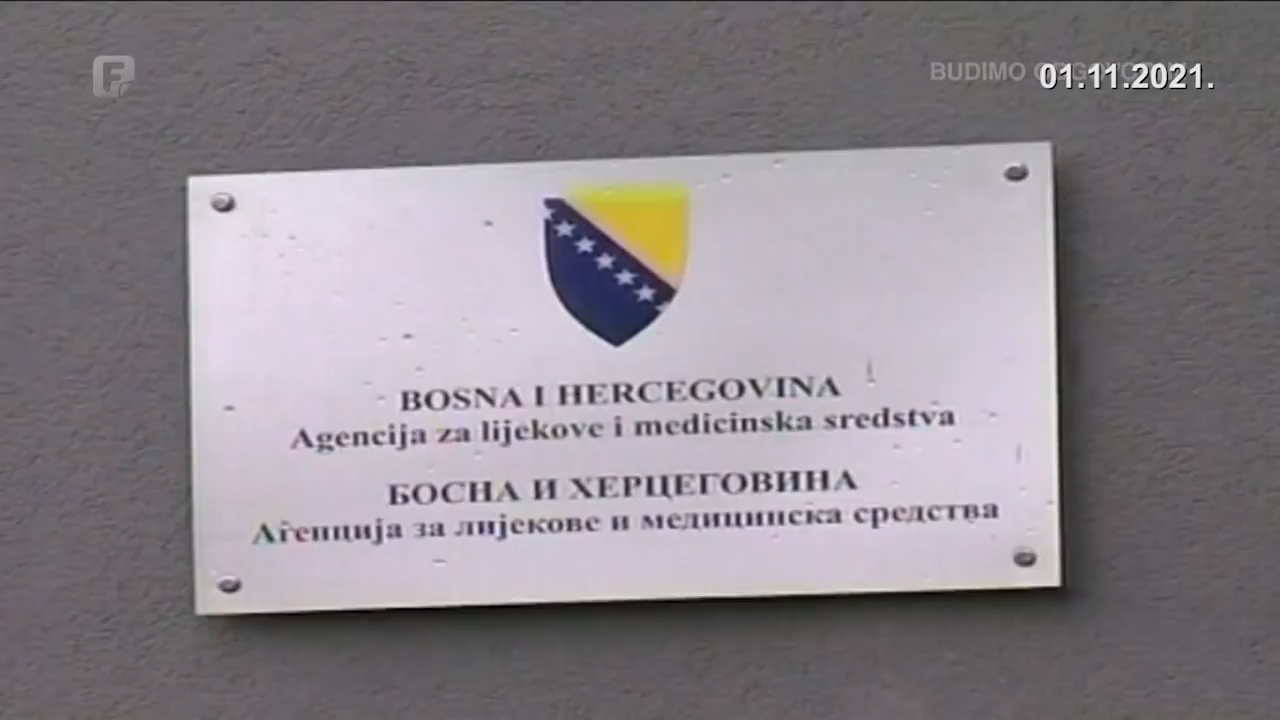 BUDIMO
01.11.2021.
BOSNA I HERCEGOVINA
Agencija za lijekove i medicinska sredstva
БОСНА И ХЕРЦЕГОВИНА
Агенција за лијекове и медицинска средства